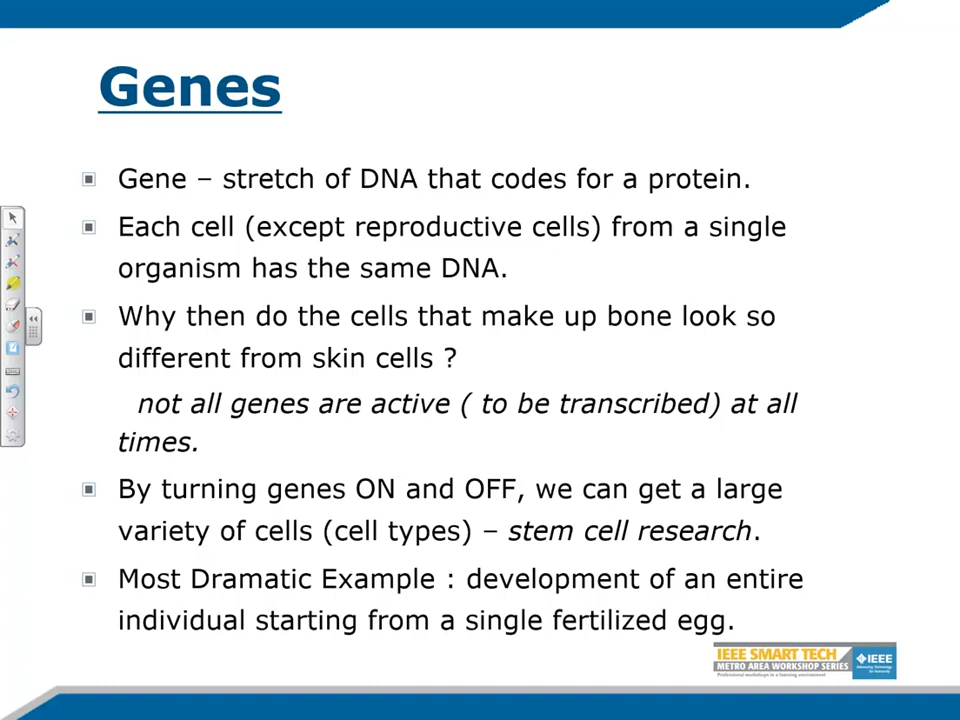 Genes
Gene – stretch of DNA that codes for a protein.
Each cell (except reproductive cells) from a single
organism has the same DNA.
Why then do the cells that make up bone look so
different from skin cells ?
not all genes are active ( to be transcribed) at all
times.
By turning genes ON and OFF, we can get a large
variety of cells (cell types) – stem cell research.
Most Dramatic Example : development of an entire
individual starting from a single fertilized egg.
IEEE SMART TECH
METRO AREA WORKSHOP SERIES
Professional workshops in a learning environment
IEEE
Advancing Technology
for Humanity